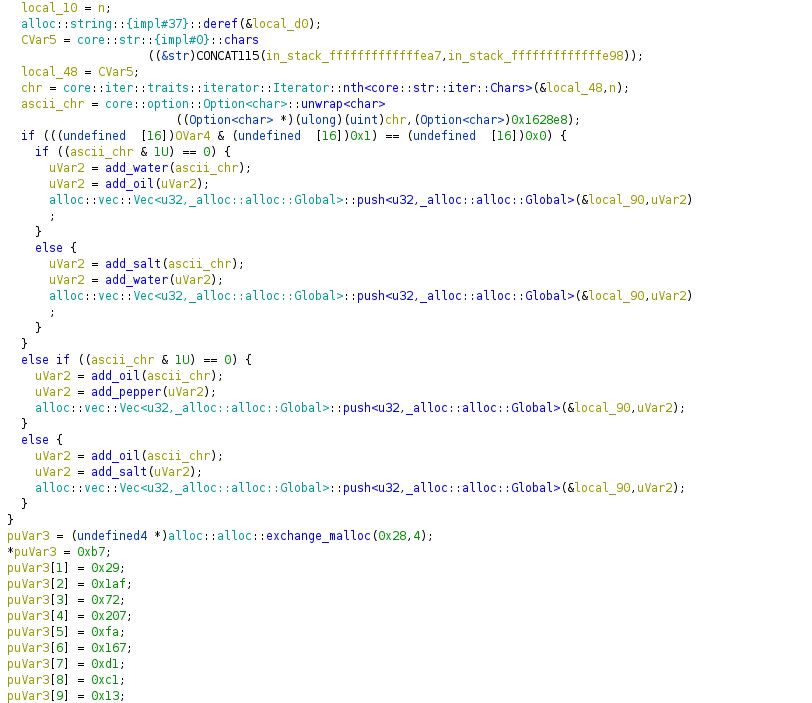 local_10 = n;
alloc::string::{impl#37}::deref(&local_d0);
CVar5 = core::str::{impl#0}::chars
((&str)CONCAT115(in_stack_fffffffffffffea7,in_stack_fffffffffffffe98));
local_48 = CVar5;
chr = core::iter::traits::iterator::Iterator::nth<core::str::iter::Chars>(&local_48,n);
ascii_chr = core::option::Option<char>::unwrap<char>
((Option<char> *)(ulong)(uint)chr,(Option<char>)0x1628e8);
if (((undefined  [16])OVar4 & (undefined  [16])0x1) == (undefined  [16])0x0) {
if ((ascii_chr & 1U) == 0) {
uVar2 = add_water(ascii_chr);
uVar2 = add_oil(uVar2);
alloc::vec::Vec<u32,_alloc::alloc::Global>::push<u32,_alloc::alloc::Global>(&local_90,uVar2)
;
}
else {
uVar2 = add_salt(ascii_chr);
uVar2 = add_water(uVar2);
alloc::vec::Vec<u32,_alloc::alloc::Global>::push<u32,_alloc::alloc::Global>(&local_90,uVar2)
;
}
}
else if ((ascii_chr & 1U) == 0) {
uVar2 = add_oil(ascii_chr);
uVar2 = add_pepper(uVar2);
alloc::vec::Vec<u32,_alloc::alloc::Global>::push<u32,_alloc::alloc::Global>(&local_90,uVar2);
}
else {
uVar2 = add_oil(ascii_chr);
uVar2 = add_salt(uVar2);
alloc::vec::Vec<u32,_alloc::alloc::Global>::push<u32,_alloc::alloc::Global>(&local_90,uVar2);
}
}
puVar3 = (undefined4 *)alloc::alloc::exchange_malloc(0x28,4);
*puVar3 = 0xb7;
puVar3[1] = 0x29;
puVar3[2] = 0x1af;
puVar3[3] = 0x72;
puVar3[4] = 0x207;
puVar3[5] = 0xfa;
puVar3[6] = 0x167;
puVar3[7] = 0xd1;
puVar3[8] = 0xc1;
puVar3[9] = 0x13;